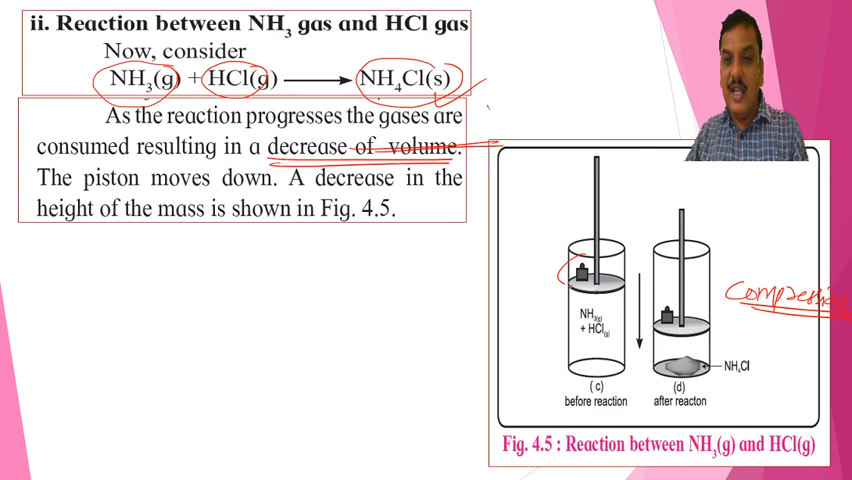 ii. Reaction between NH₃ gas and HCl gas
Now, consider
NH₃(g) + HCl(g) ⟶ NH₄Cl(s)
As the reaction progresses the gases are
consumed resulting in a decrease of volume.
The piston moves down. A decrease in the
height of the mass is shown in Fig. 4.5.
Compression
NH₃(g)
+ HCl(g)
NH₄Cl
( c)
before reaction
(d)
after reacton
Fig. 4.5 : Reaction between NH₃(g) and HCl(g)